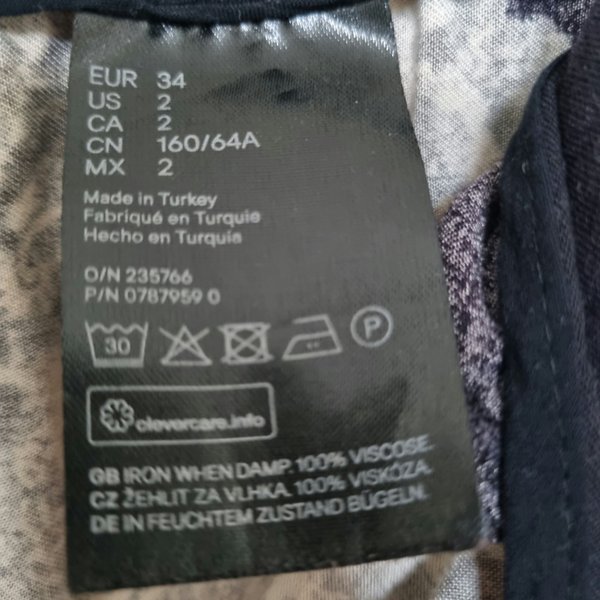 EUR 34
US 2
CA 2
CN 160/64A
MX 2
Made in Turkey
Fabriqué en Turquie
Hecho en Turquia
O/N 235766
P/N 0787959 0
30 P
clevercare.info
GB IRON WHEN DAMP. 100% VISCOSE.
CZ ŽEHLIT ZA VLHKA. 100% VISKÓZA.
DE IN FEUCHTEM ZUSTAND BÜGELN.